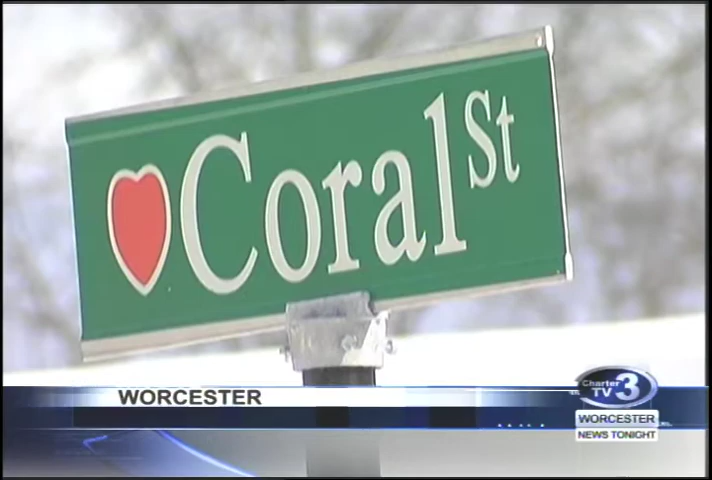 Coral St
WORCESTER
Charter
TV 3
WORCESTER
NEWS TONIGHT